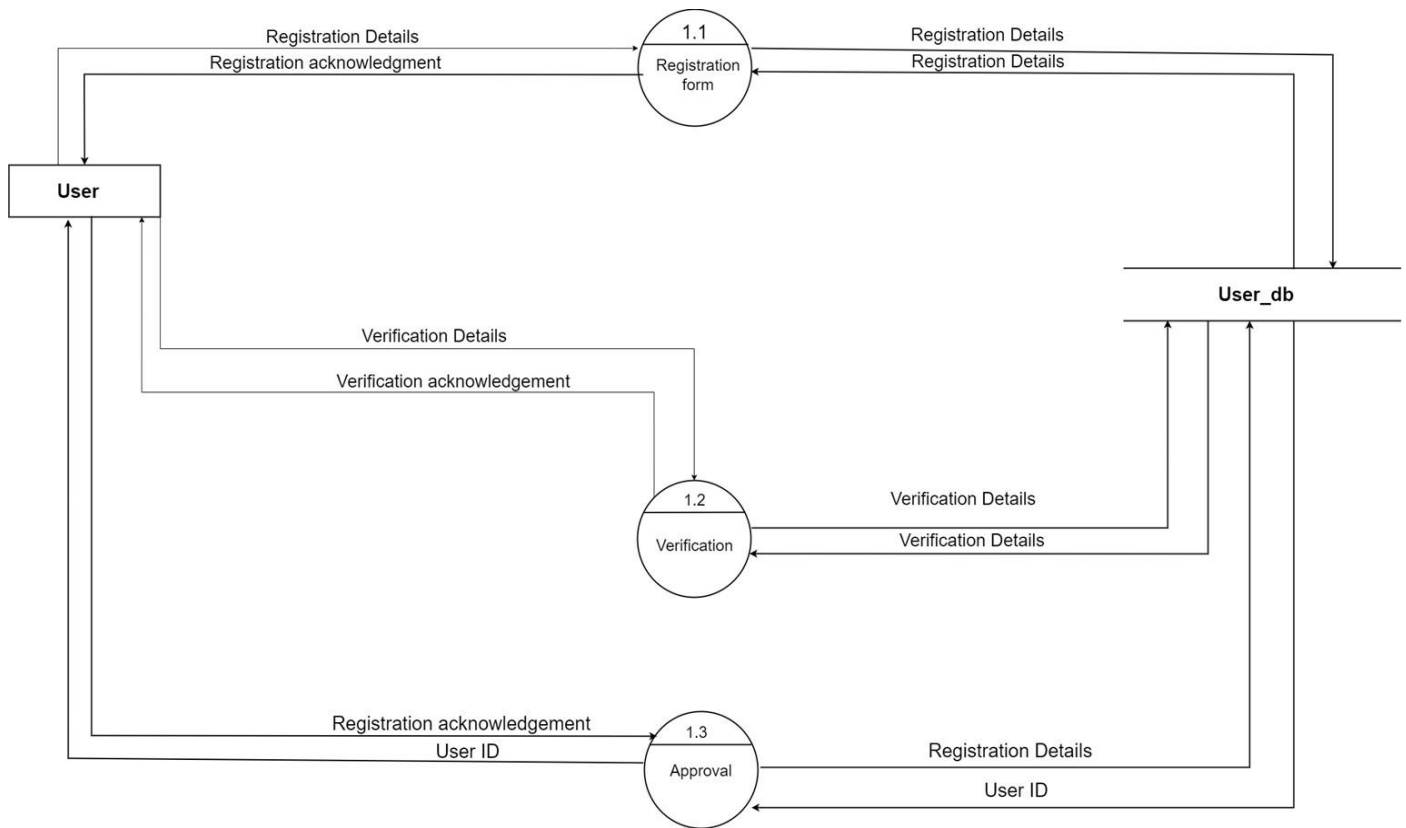 1.1
Registration Details
Registration Details
Registration acknowledgment
Registration
form
Registration Details
User
User_db
Verification Details
Verification acknowledgement
1.2
Verification Details
Verification
Verification Details
Registration acknowledgement
1.3
User ID
Registration Details
Approval
User ID